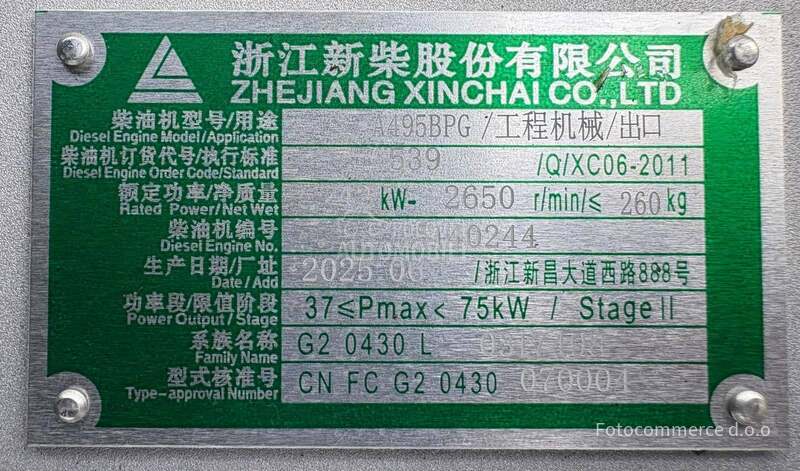 浙江新柴股份有限公司
ZHEJIANG XINCHAI CO.,LTD
柴油机型号/用途 A495BPG /工程机械/出口
Diesel Engine Model/Application
柴油机订货代号/执行标准 539 /Q/XC06-2011
Diesel Engine Order Code/Standard
额定功率/净质量 kW- 2650 r/min/≤ 260 kg
Rated Power/Net Wet
柴油机编号 40244
Diesel Engine No.
生产日期/厂址 2025 06 /浙江新昌大道西路888号
Date / Add
功率段/限值阶段 37≤Pmax< 75kW / Stage II
Power Output / Stage
系族名称 G2 0430 L
Family Name
型式核准号 CN FC G2 0430 070001
Type-approval Number
Fotocommerce d.o.o